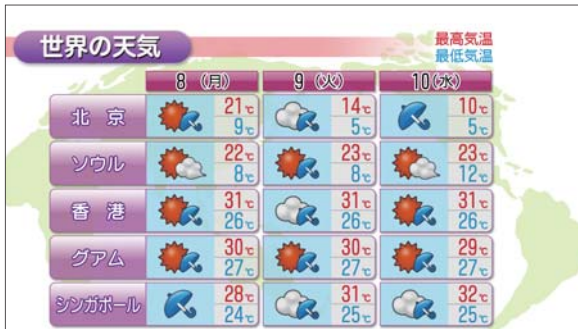 世界の天気
最高気温
最低気温
8 (月) 9 (火) 10(水)
北京 21℃ 14℃ 10℃
9℃ 5℃ 5℃
ソウル 22℃ 23℃ 23℃
8℃ 8℃ 12℃
香港 31℃ 31℃ 31℃
26℃ 26℃ 26℃
グアム 30℃ 30℃ 29℃
27℃ 27℃ 27℃
シンガポール 28℃ 31℃ 32℃
24℃ 25℃ 25℃